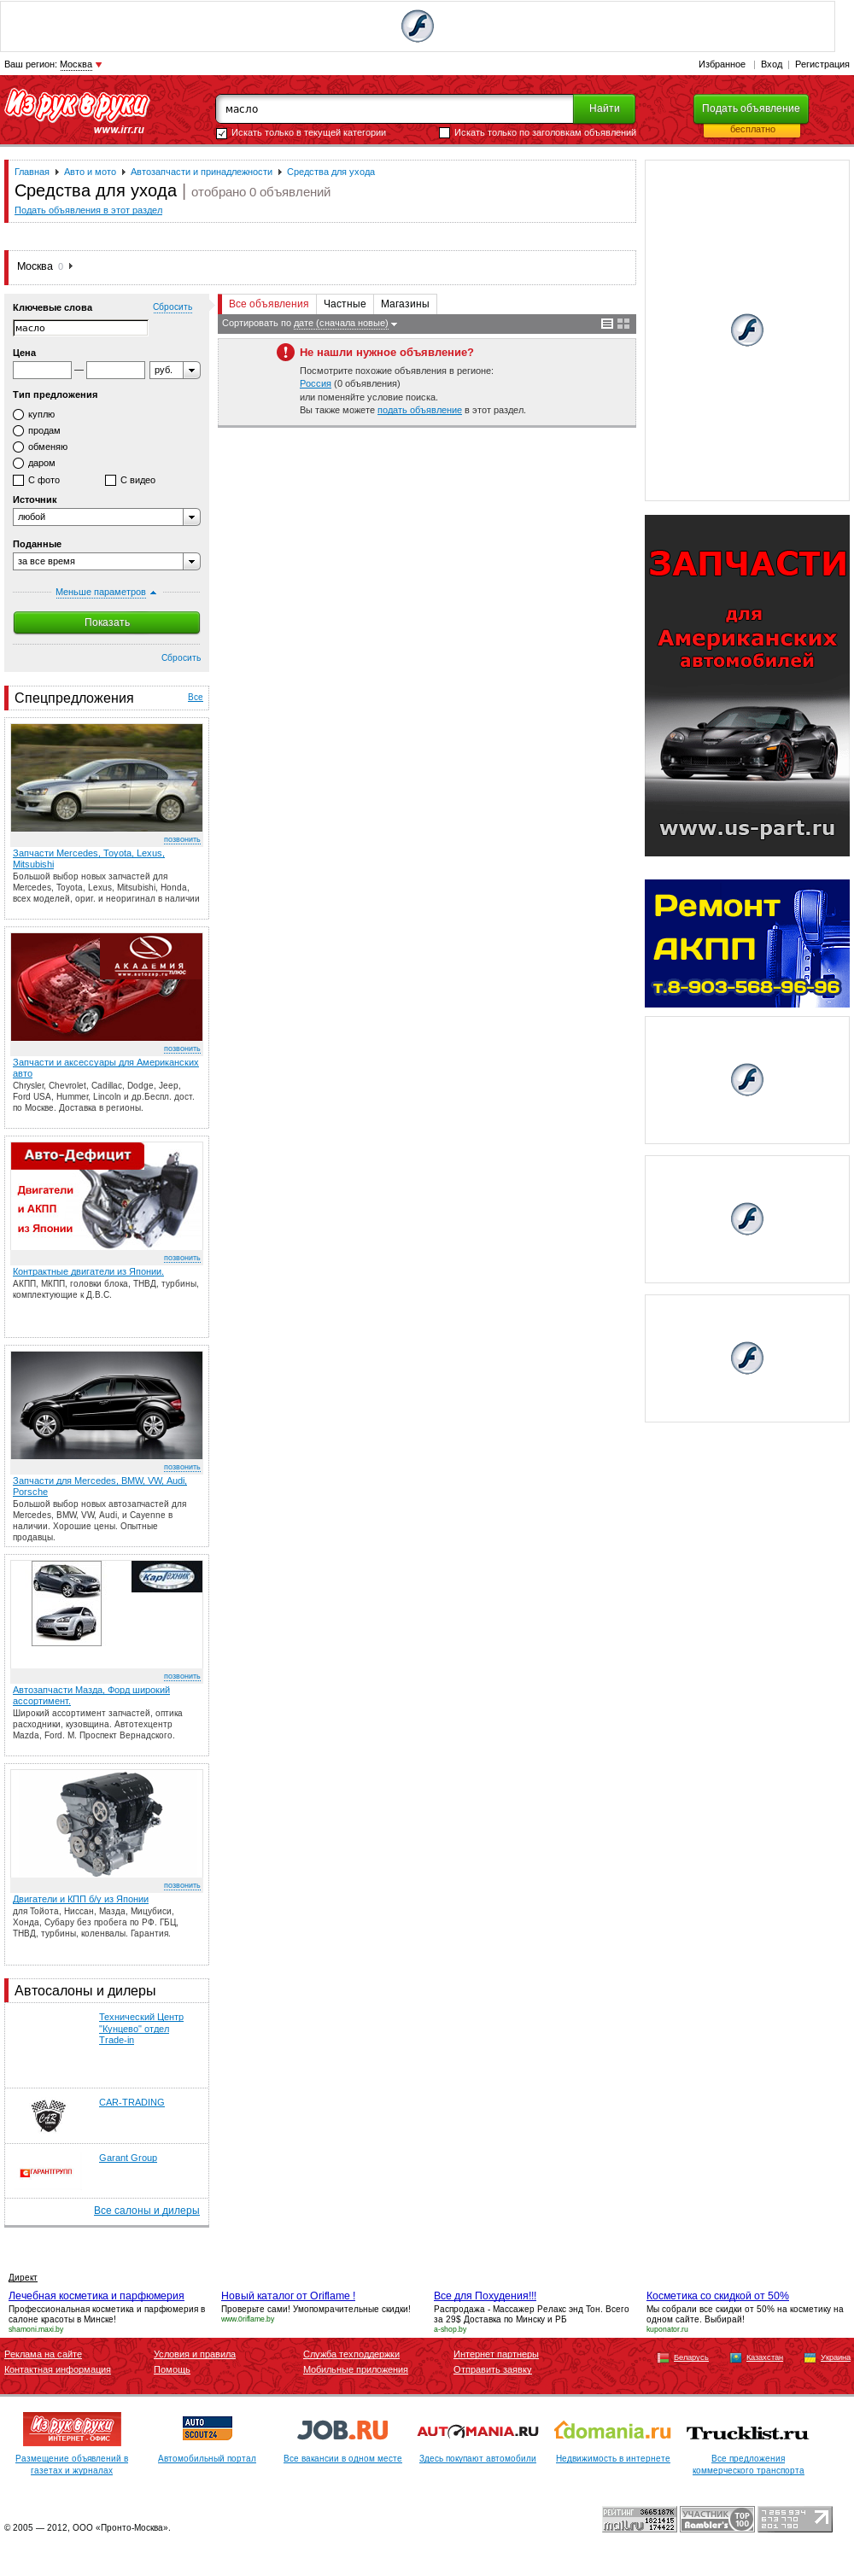 Ваш регион: Москва
Избранное | Вход | Регистрация
Из рук в руки
www.irr.ru
масло
Найти
Подать объявление
бесплатно
Искать только в текущей категории
Искать только по заголовкам объявлений
Главная Авто и мото Автозапчасти и принадлежности Средства для ухода
Средства для ухода | отобрано 0 объявлений
Подать объявления в этот раздел
Москва 0
Ключевые слова
Сбросить
масло
Цена
— руб.
Тип предложения
куплю
продам
обменяю
даром
С фото
С видео
Источник
любой
Поданные
за все время
Меньше параметров
Показать
Сбросить
Все объявления
Частные
Магазины
Сортировать по дате (сначала новые)
Не нашли нужное объявление?
Посмотрите похожие объявления в регионе:
Россия (0 объявления)
или поменяйте условие поиска.
Вы также можете подать объявление в этот раздел.
ЗАПЧАСТИ
для
Американских
автомобилей
www.us-part.ru
Ремонт
АКПП
т.8-903-568-96-96
Спецпредложения
Все
позвонить
Запчасти Mercedes, Toyota, Lexus,
Mitsubishi
Большой выбор новых запчастей для
Mercedes, Toyota, Lexus, Mitsubishi, Honda,
всех моделей, ориг. и неоригинал в наличии
АКАДЕМИЯ
www.autozap.ru плюс
позвонить
Запчасти и аксессуары для Американских
авто
Chrysler, Chevrolet, Cadillac, Dodge, Jeep,
Ford USA, Hummer, Lincoln и др.Беспл. дост.
по Москве. Доставка в регионы.
Авто-Дефицит
Двигатели
и АКПП
из Японии
позвонить
Контрактные двигатели из Японии.
АКПП, МКПП, головки блока, ТНВД, турбины,
комплектующие к Д.В.С.
позвонить
Запчасти для Mercedes, BMW, VW, Audi,
Porsche
Большой выбор новых автозапчастей для
Mercedes, BMW, VW, Audi, и Cayenne в
наличии. Хорошие цены. Опытные
продавцы.
КарТехник
позвонить
Автозапчасти Мазда, Форд широкий
ассортимент.
Широкий ассортимент запчастей, оптика
расходники, кузовщина. Автотехцентр
Mazda, Ford. М. Проспект Вернадского.
позвонить
Двигатели и КПП б/у из Японии
для Тойота, Ниссан, Мазда, Мицубиси,
Хонда, Субару без пробега по РФ. ГБЦ,
ТНВД, турбины, коленвалы. Гарантия.
Автосалоны и дилеры
Технический Центр
"Кунцево" отдел
Trade-in
CAR-TRADING
ГАРАНТГРУПП
Garant Group
Все салоны и дилеры
Директ
Лечебная косметика и парфюмерия
Профессиональная косметика и парфюмерия в
салоне красоты в Минске!
shamoni.maxi.by
Новый каталог от Oriflame !
Проверьте сами! Умопомрачительные скидки!
www.0riflame.by
Все для Похудения!!!
Распродажа - Массажер Релакс энд Тон. Всего
за 29$ Доставка по Минску и РБ
a-shop.by
Косметика со скидкой от 50%
Мы собрали все скидки от 50% на косметику на
одном сайте. Выбирай!
kuponator.ru
Реклама на сайте
Условия и правила
Служба техподдержки
Интернет партнеры
Беларусь
Казахстан
Украина
Контактная информация
Помощь
Мобильные приложения
Отправить заявку
Из рук в руки
ИНТЕРНЕТ - ОФИС
AUTO
SCOUT24
JOB.RU
AUTOMANIA.RU
domania.ru
Trucklist.ru
Размещение объявлений в
газетах и журналах
Автомобильный портал
Все вакансии в одном месте
Здесь покупают автомобили
Недвижимость в интернете
Все предложения
коммерческого транспорта
© 2005 — 2012, ООО «Пронто-Москва».
РЕЙТИНГ 3665187K
mail.ru 1821015
174422
УЧАСТНИК
Rambler's
TOP
100